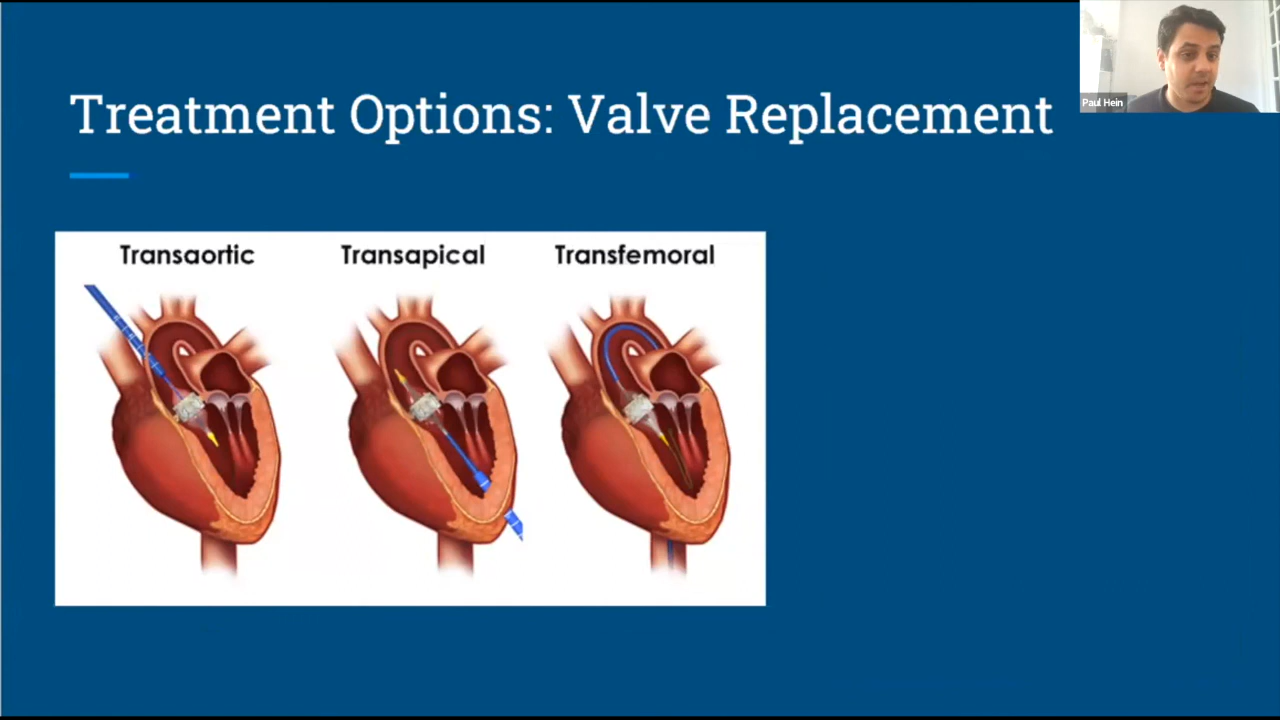 Treatment Options: Valve Replacement
Paul Hein
Transaortic
Transapical
Transfemoral